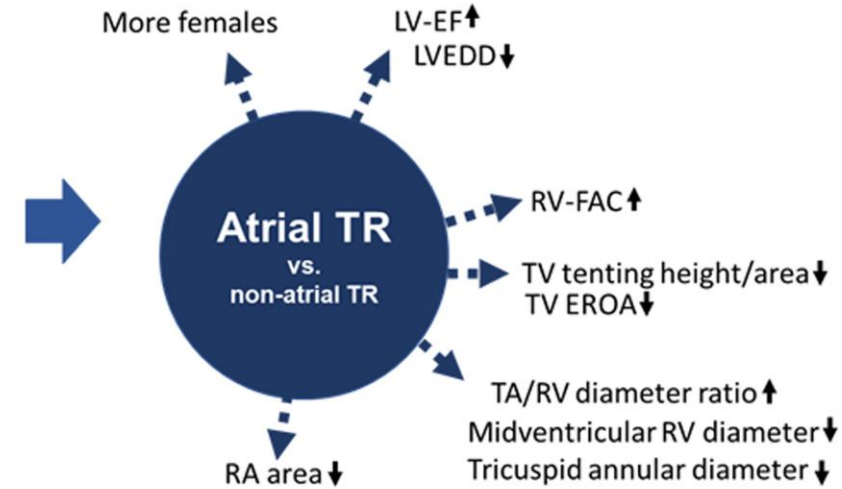 More females
LV-EF↑
LVEDD↓
Atrial TR
vs.
non-atrial TR
RV-FAC↑
TV tenting height/area↓
TV EROA↓
TA/RV diameter ratio↑
Midventricular RV diameter↓
Tricuspid annular diameter↓
RA area↓